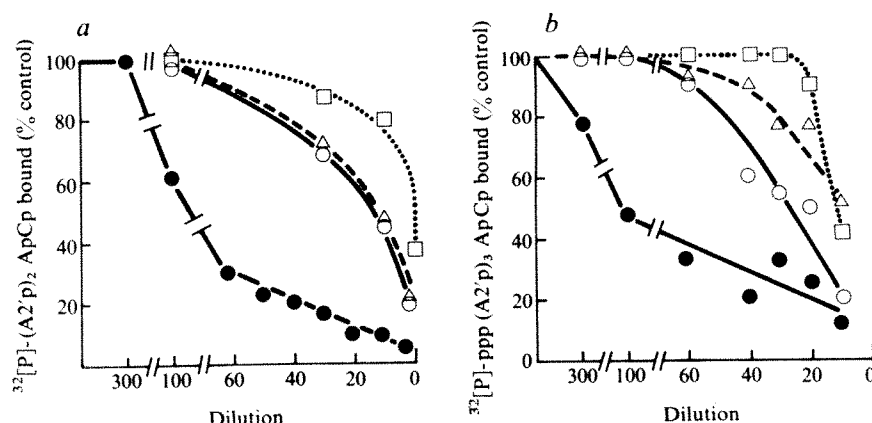 a
³²[P]-(A2'p)₂ ApCp bound (% control)
100
80
60
40
20
300 100 60 40 20 0
Dilution
b
³²[P]-ppp (A2'p)₃ ApCp bound (% control)
100
80
60
40
20
0
300 100 60 40 20 0
Dilution